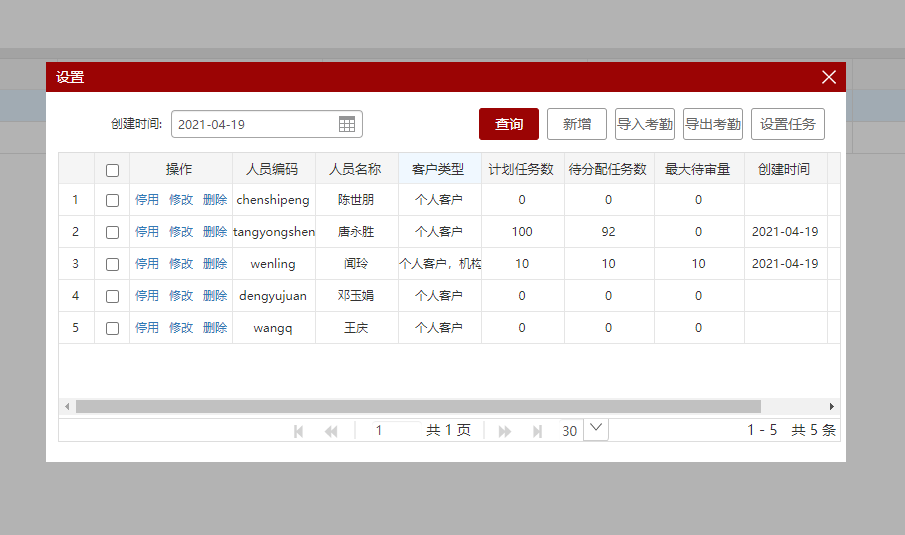 设置
创建时间: 2021-04-19 查询 新增 导入考勤 导出考勤 设置任务
操作 人员编码 人员名称 客户类型 计划任务数 待分配任务数 最大待审量 创建时间
1 停用 修改 删除 chenshipeng 陈世朋 个人客户 0 0 0
2 停用 修改 删除 tangyongshen 唐永胜 个人客户 100 92 0 2021-04-19
3 停用 修改 删除 wenling 闻玲 个人客户，机构 10 10 10 2021-04-19
4 停用 修改 删除 dengyujuan 邓玉娟 个人客户 0 0 0
5 停用 修改 删除 wangq 王庆 个人客户 0 0 0
1 共 1 页 30 1 - 5 共 5 条